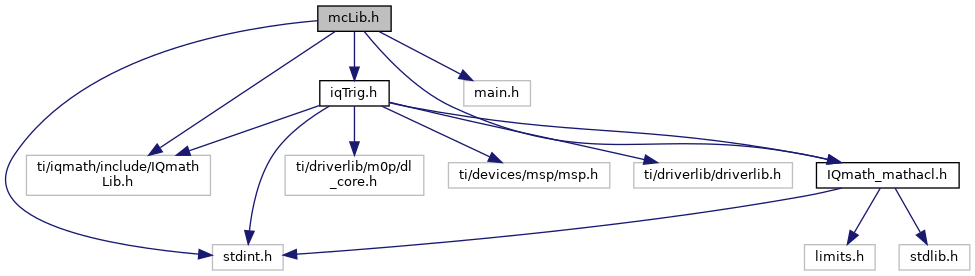 mcLib.h
iqTrig.h
main.h
ti/iqmath/include/IQmath
Lib.h
ti/driverlib/m0p/dl
_core.h
ti/devices/msp/msp.h
ti/driverlib/driverlib.h
IQmath_mathacl.h
stdint.h
limits.h
stdlib.h